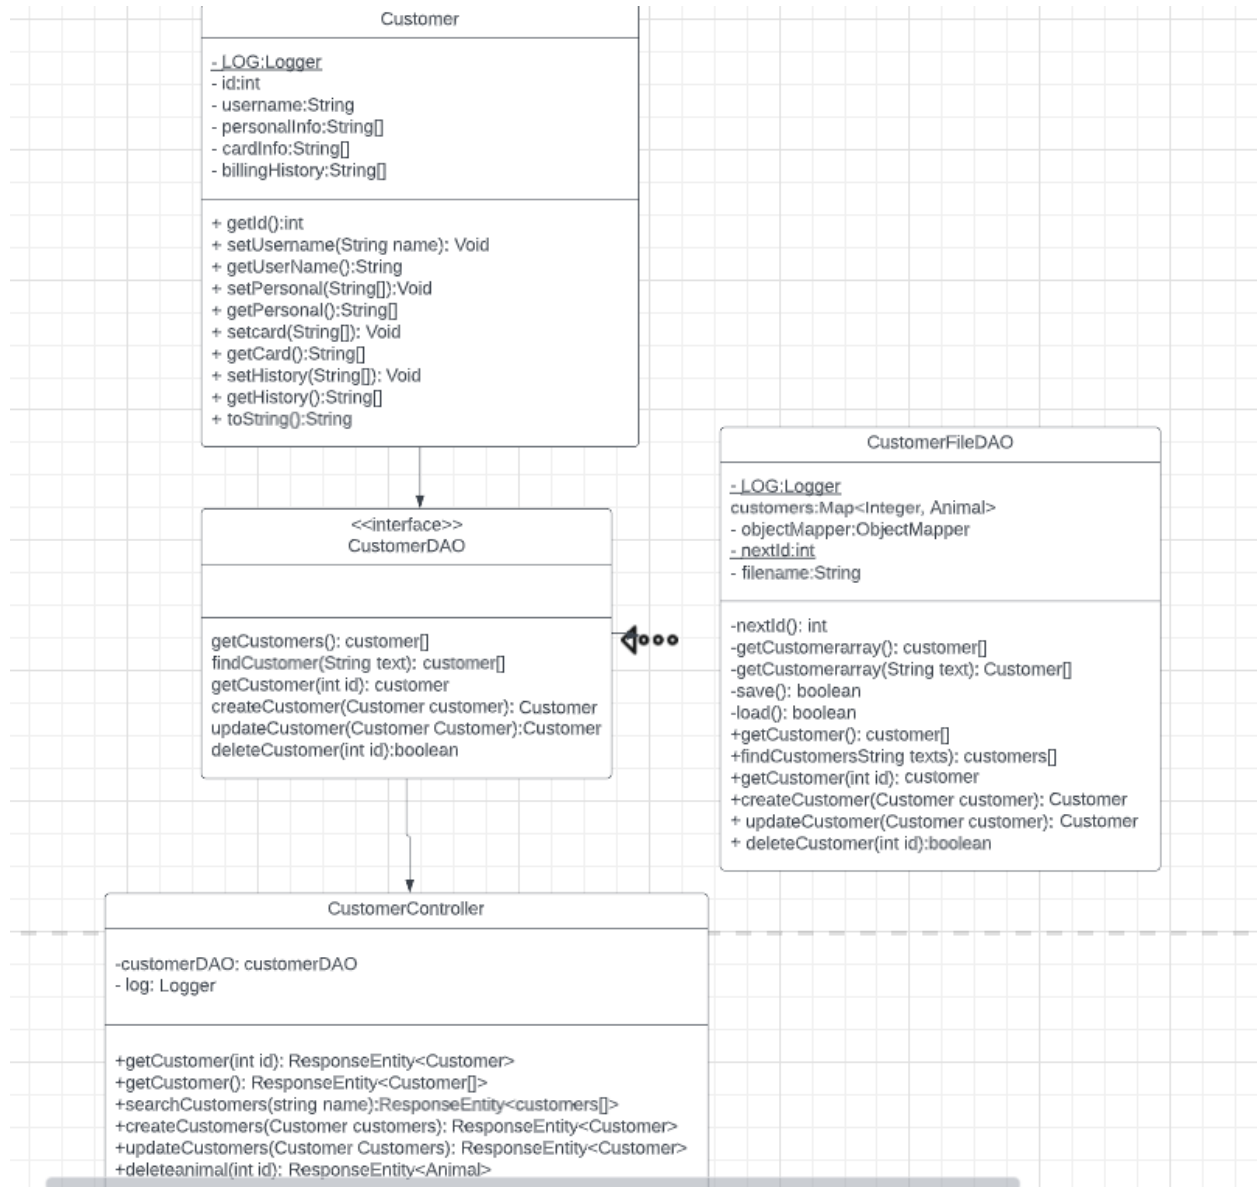 Customer
- LOG:Logger
- id:int
- username:String
- personalInfo:String[]
- cardInfo:String[]
- billingHistory:String[]
+ getId():int
+ setUsername(String name): Void
+ getUserName():String
+ setPersonal(String[]):Void
+ getPersonal():String[]
+ setcard(String[]): Void
+ getCard():String[]
+ setHistory(String[]): Void
+ getHistory():String[]
+ toString():String
<<interface>>
CustomerDAO
getCustomers(): customer[]
findCustomer(String text): customer[]
getCustomer(int id): customer
createCustomer(Customer customer): Customer
updateCustomer(Customer Customer):Customer
deleteCustomer(int id):boolean
CustomerFileDAO
- LOG:Logger
customers:Map<Integer, Animal>
- objectMapper:ObjectMapper
- nextId:int
- filename:String
-nextId(): int
-getCustomerarray(): customer[]
-getCustomerarray(String text): Customer[]
-save(): boolean
-load(): boolean
+getCustomer(): customer[]
+findCustomersString texts): customers[]
+getCustomer(int id): customer
+createCustomer(Customer customer): Customer
+ updateCustomer(Customer customer): Customer
+ deleteCustomer(int id):boolean
CustomerController
-customerDAO: customerDAO
- log: Logger
+getCustomer(int id): ResponseEntity<Customer>
+getCustomer(): ResponseEntity<Customer[]>
+searchCustomers(string name):ResponseEntity<customers[]>
+createCustomers(Customer customers): ResponseEntity<Customer>
+updateCustomers(Customer Customers): ResponseEntity<Customer>
+deleteanimal(int id): ResponseEntity<Animal>